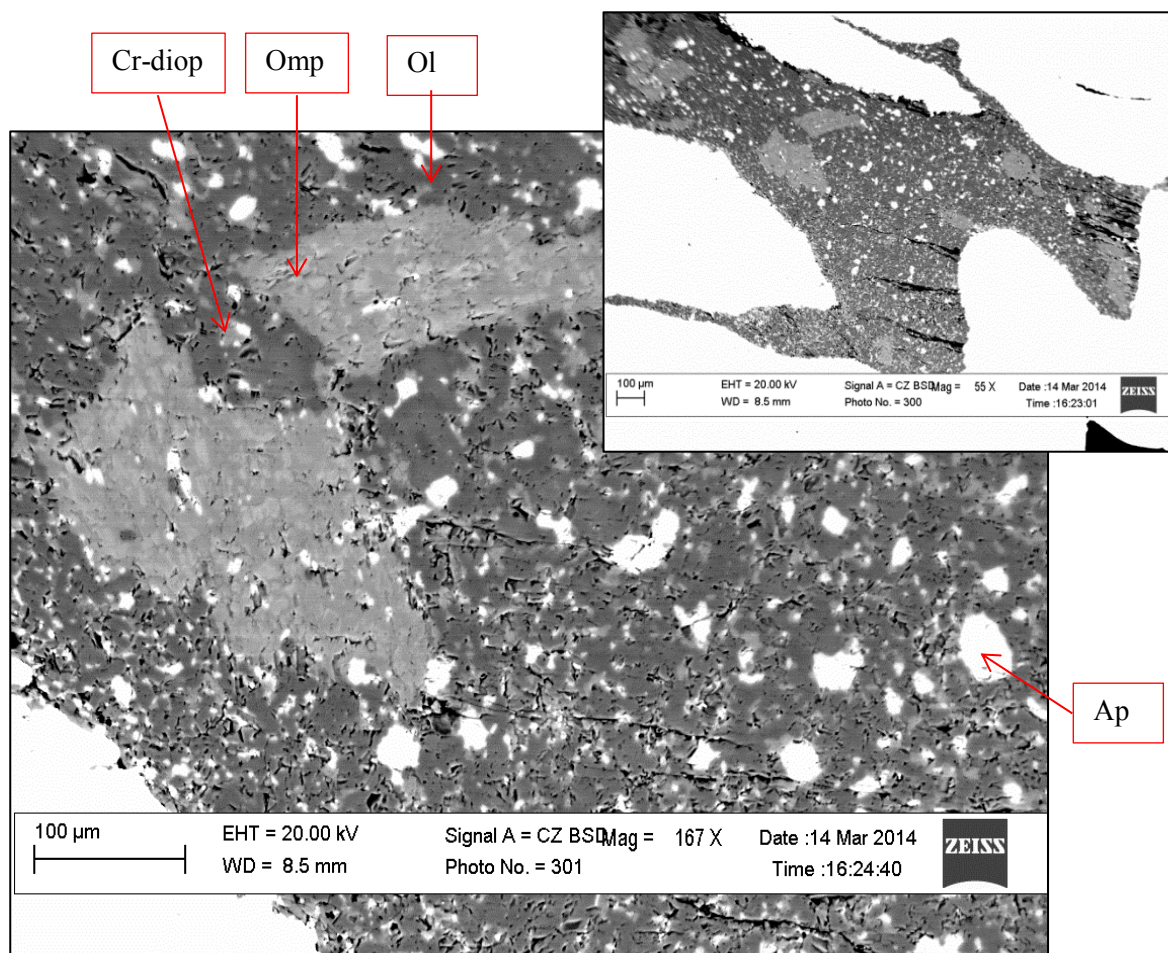 Cr-diop
Omp
Ol
100 µm
EHT = 20.00 kV
WD = 8.5 mm
Signal A = CZ BSD
Photo No. = 300
Mag = 55 X
Date :14 Mar 2014
Time :16:23:01
ZEISS
Ap
100 µm
EHT = 20.00 kV
WD = 8.5 mm
Signal A = CZ BSD
Photo No. = 301
Mag = 167 X
Date :14 Mar 2014
Time :16:24:40
ZEISS